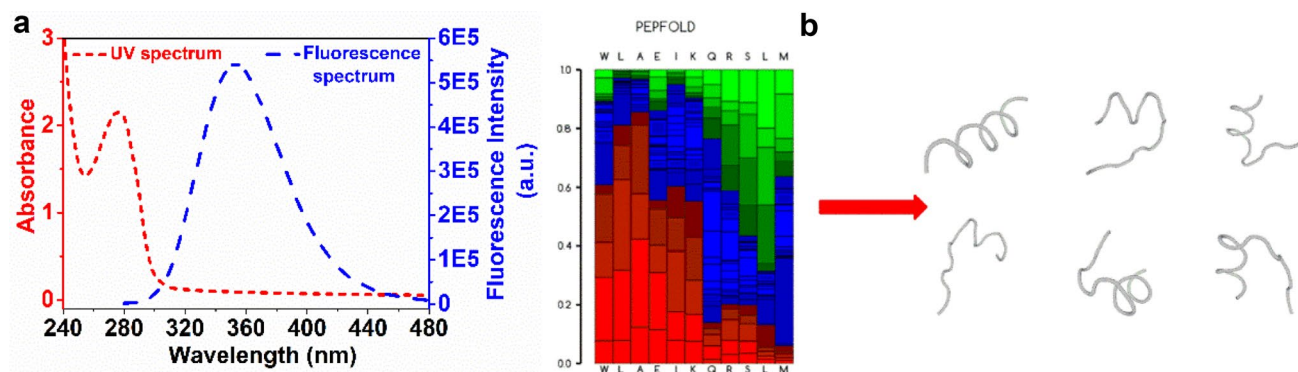 a
3
2
1
0
Absorbance
UV spectrum
Fluorescence
spectrum
6E5
5E5
4E5
3E5
2E5
1E5
0
Fluorescence Intensity
(a.u.)
240 280 320 360 400 440 480
Wavelength (nm)
PEPFOLD
W L A E I K Q R S L M
1.0
0.8
0.6
0.4
0.2
0.0
W L A E I K Q R S L M
b